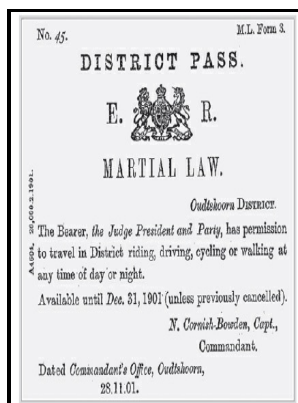 No. 45.
M.L. Form 3.
DISTRICT PASS.
E. R.
MARTIAL LAW.
Oudtshoorn DISTRICT.
The Bearer, the Judge President and Party, has permission
to travel in District riding, driving, cycling or walking at
any time of day or night.
Available until Dec. 31, 1901 (unless previously cancelled).
N. Cornish-Bowden, Capt.,
Commandant.
Dated Commandant's Office, Oudtshoorn,
28.11.01.